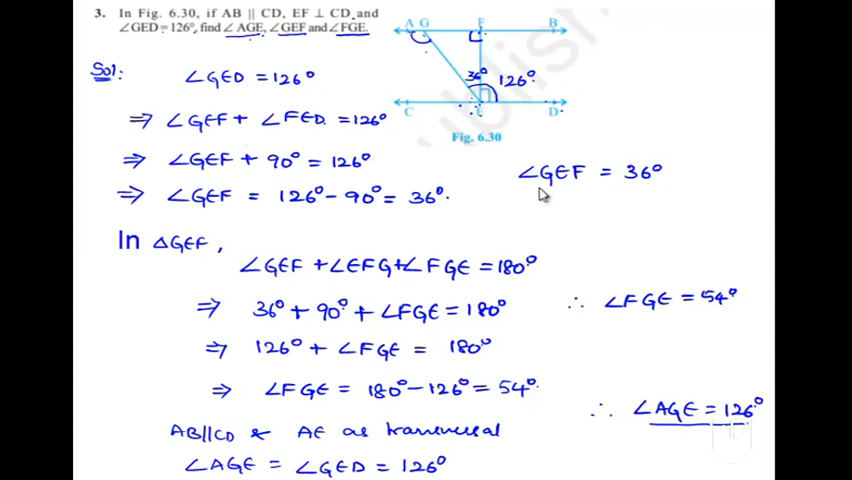 3. In Fig. 6.30, if AB || CD, EF ⊥ CD and
∠GED = 126°, find ∠ AGE, ∠GEF and ∠FGE.
A G F B
36° 126°
C E D
Fig. 6.30
Sol:
∠GED = 126°
⇒ ∠GEF + ∠FED = 126°
⇒ ∠GEF + 90° = 126°
⇒ ∠GEF = 126° - 90° = 36°.
∠GEF = 36°
In △GEF,
∠GEF + ∠EFG + ∠FGE = 180°
⇒ 36° + 90° + ∠FGE = 180°
∴ ∠FGE = 54°
⇒ 126° + ∠FGE = 180°
⇒ ∠FGE = 180° - 126° = 54°.
∴ ∠AGE = 126°
AB||CD & AE as transversal
∠AGE = ∠GED = 126°